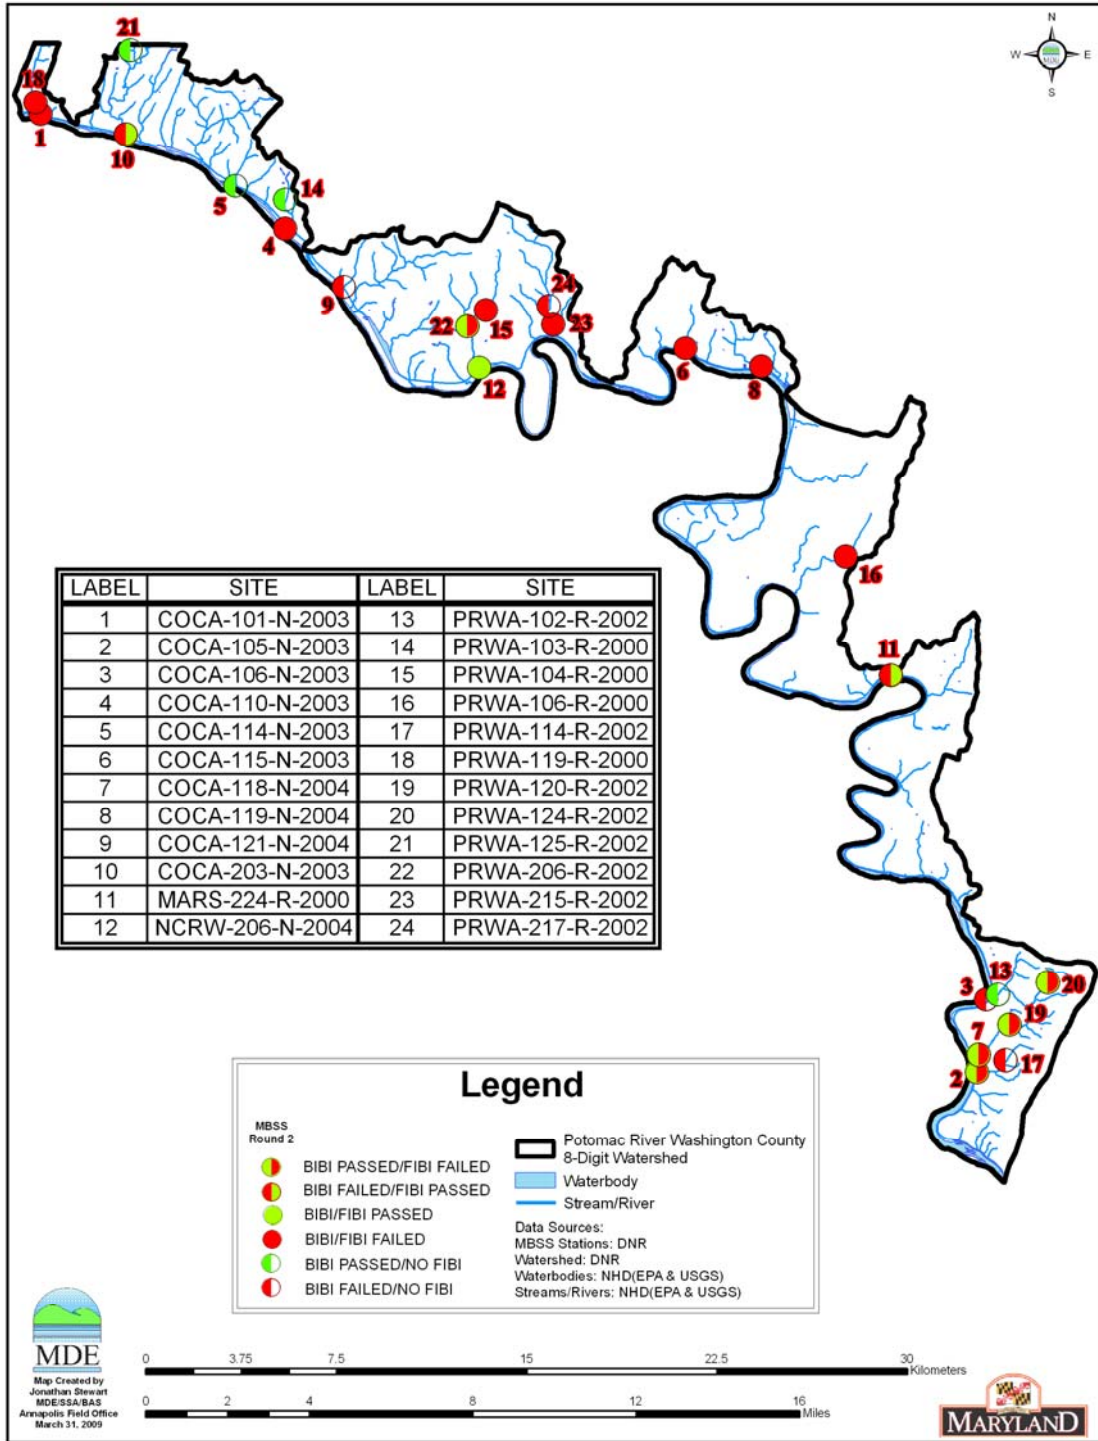 N
W E
S
21
18
1
10
5
14
4
9
24
22
15
23
12
6
8
16
11
LABEL SITE LABEL SITE
1 COCA-101-N-2003 13 PRWA-102-R-2002
2 COCA-105-N-2003 14 PRWA-103-R-2000
3 COCA-106-N-2003 15 PRWA-104-R-2000
4 COCA-110-N-2003 16 PRWA-106-R-2000
5 COCA-114-N-2003 17 PRWA-114-R-2002
6 COCA-115-N-2003 18 PRWA-119-R-2000
7 COCA-118-N-2004 19 PRWA-120-R-2002
8 COCA-119-N-2004 20 PRWA-124-R-2002
9 COCA-121-N-2004 21 PRWA-125-R-2002
10 COCA-203-N-2003 22 PRWA-206-R-2002
11 MARS-224-R-2000 23 PRWA-215-R-2002
12 NCRW-206-N-2004 24 PRWA-217-R-2002
13
3
20
19
7
17
2
Legend
MBSS
Round 2
BIBI PASSED/FIBI FAILED
BIBI FAILED/FIBI PASSED
BIBI/FIBI PASSED
BIBI/FIBI FAILED
BIBI PASSED/NO FIBI
BIBI FAILED/NO FIBI
Potomac River Washington County
8-Digit Watershed
Waterbody
Stream/River
Data Sources:
MBSS Stations: DNR
Watershed: DNR
Waterbodies: NHD(EPA & USGS)
Streams/Rivers: NHD(EPA & USGS)
MDE
Map Created by
Jonathan Stewart
MDE/SSA/BAS
Annapolis Field Office
March 31, 2009
0 3.75 7.5 15 22.5 30
Kilometers
0 2 4 8 12 16
Miles
MARYLAND